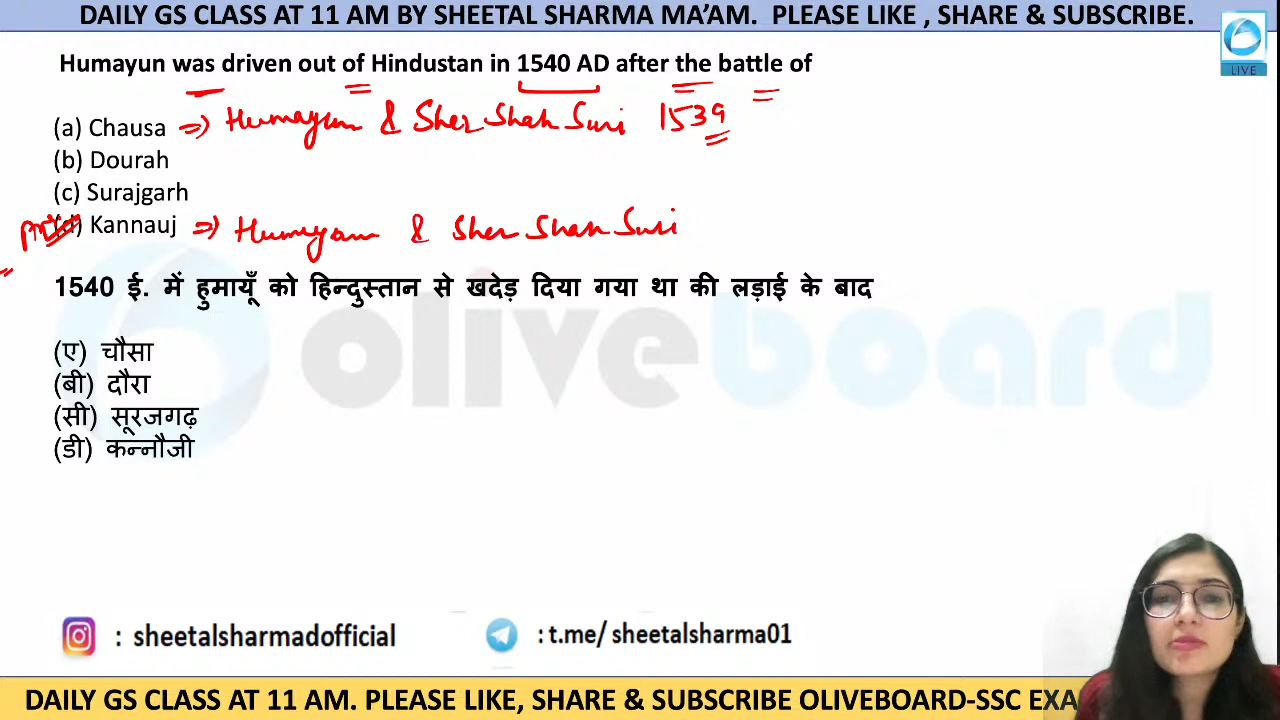 DAILY GS CLASS AT 11 AM BY SHEETAL SHARMA MA’AM. PLEASE LIKE , SHARE & SUBSCRIBE.
LIVE
Humayun was driven out of Hindustan in 1540 AD after the battle of
(a) Chausa => Humayun & Sher Shah Suri 1539
(b) Dourah
(c) Surajgarh
(d) Kannauj => Humayam & Sher Shah Suri
1540 ई. में हुमायूँ को हिन्दुस्तान से खदेड़ दिया गया था की लड़ाई के बाद
(ए) चौसा
(बी) दौरा
(सी) सूरजगढ़
(डी) कन्नौजी
oliveboard
: sheetalsharmadofficial
: t.me/ sheetalsharma01
DAILY GS CLASS AT 11 AM. PLEASE LIKE, SHARE & SUBSCRIBE OLIVEBOARD-SSC EXA